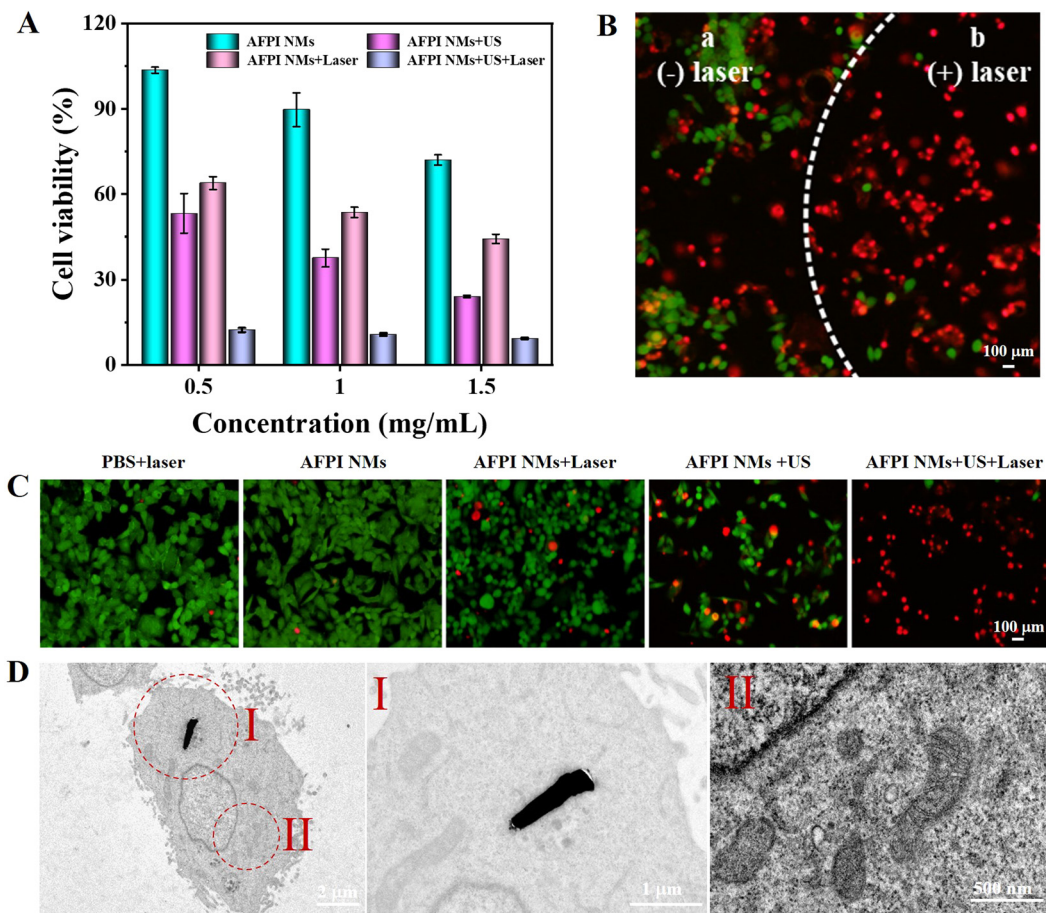 A
120
90
60
30
0
Cell viability (%)
AFPI NMs
AFPI NMs+US
AFPI NMs+Laser
AFPI NMs+US+Laser
0.5
1
1.5
Concentration (mg/mL)
B
a
(-) laser
b
(+) laser
100 μm
C
PBS+laser
AFPI NMs
AFPI NMs+Laser
AFPI NMs +US
AFPI NMs+US+Laser
100 μm
D
I
II
2 μm
I
1 μm
II
500 nm